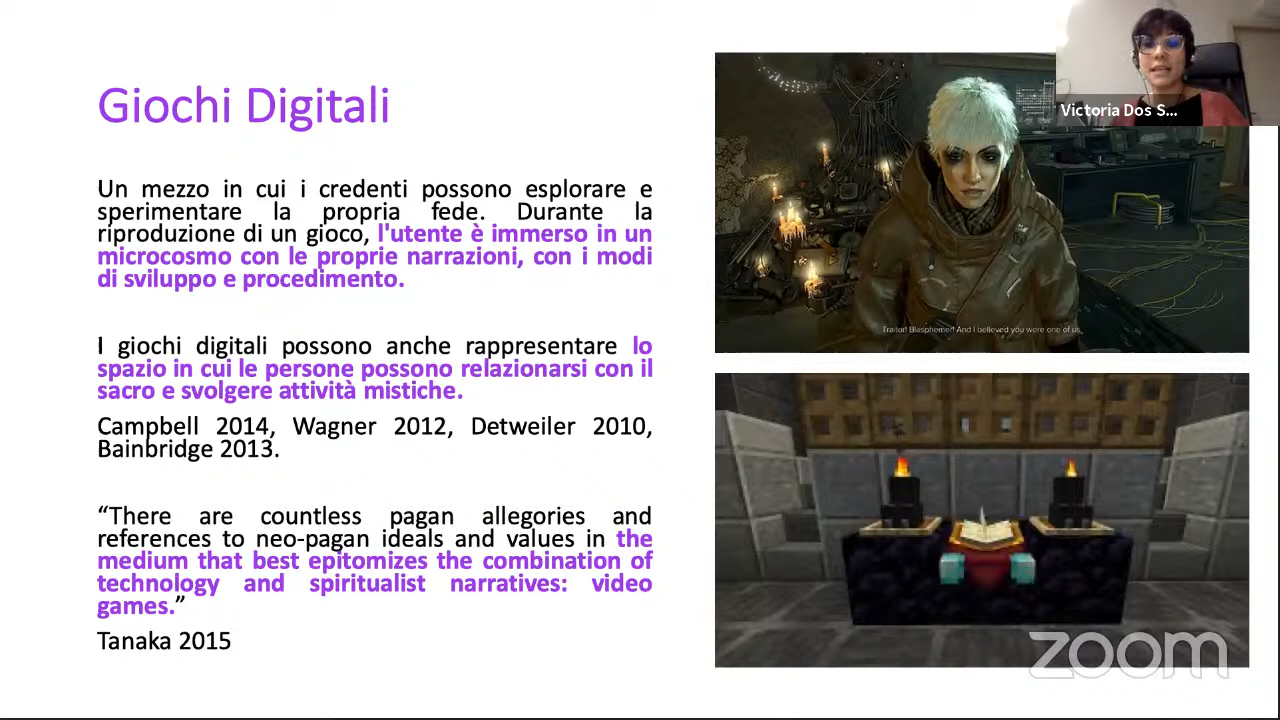 Giochi Digitali
Un mezzo in cui i credenti possono esplorare e
sperimentare la propria fede. Durante la
riproduzione di un gioco, l'utente è immerso in un
microcosmo con le proprie narrazioni, con i modi
di sviluppo e procedimento.
I giochi digitali possono anche rappresentare lo
spazio in cui le persone possono relazionarsi con il
sacro e svolgere attività mistiche.
Campbell 2014, Wagner 2012, Detweiler 2010,
Bainbridge 2013.
“There are countless pagan allegories and
references to neo-pagan ideals and values in the
medium that best epitomizes the combination of
technology and spiritualist narratives: video
games.”
Tanaka 2015
Victoria Dos S...
Traitor! Blasphemer! And I believed you were one of us.
zoom